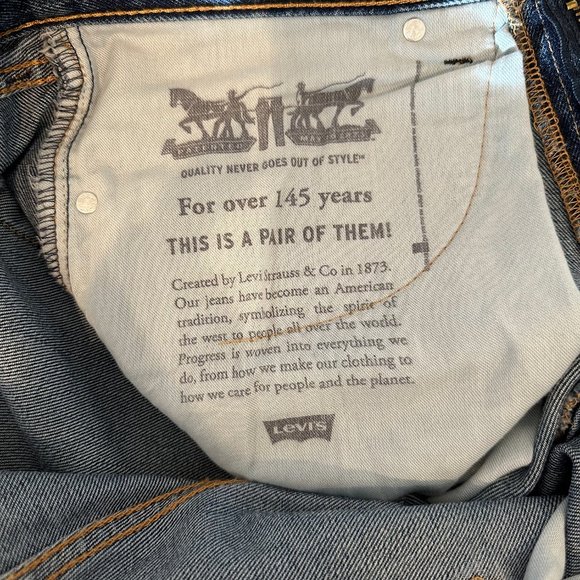 PATENTED MAY 20 1873
QUALITY NEVER GOES OUT OF STYLE™
For over 145 years
THIS IS A PAIR OF THEM!
Created by Levi Strauss & Co in 1873.
Our jeans have become an American
tradition, symbolizing the spirit of
the west to people all over the world.
Progress is woven into everything we
do, from how we make our clothing to
how we care for people and the planet.
Levi's